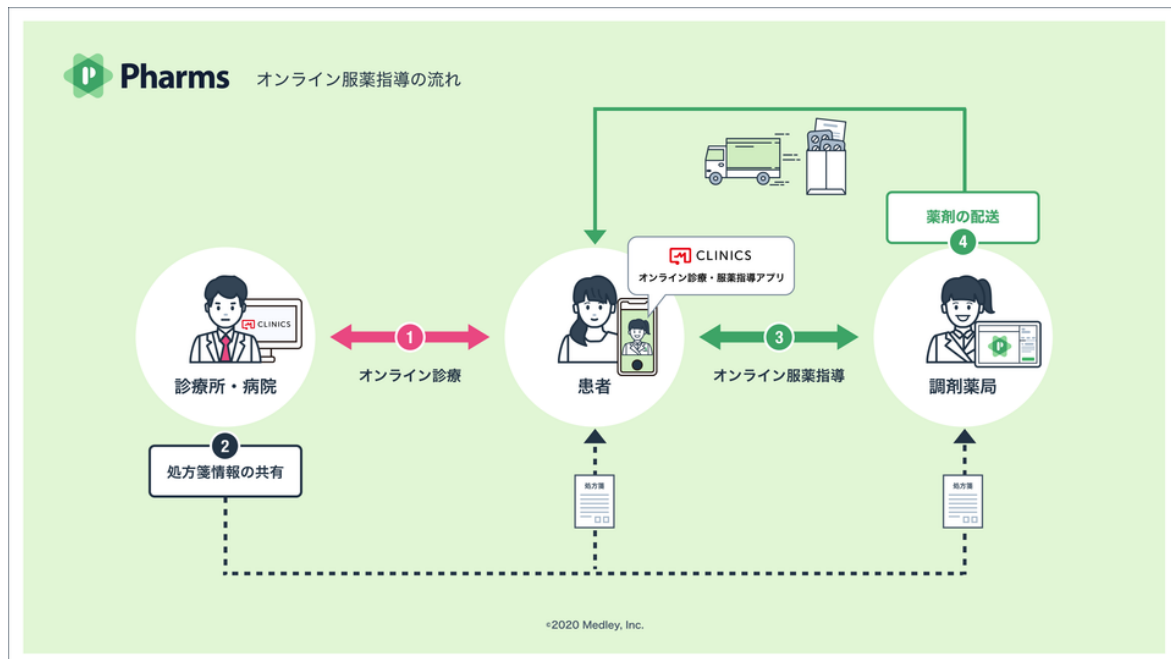 Pharms オンライン服薬指導の流れ
薬剤の配送
4
CLINICS
オンライン診療・服薬指導アプリ
CLINICS
診療所・病院
1
オンライン診療
患者
3
オンライン服薬指導
調剤薬局
2
処方箋情報の共有
処方箋
処方箋
©2020 Medley, Inc.